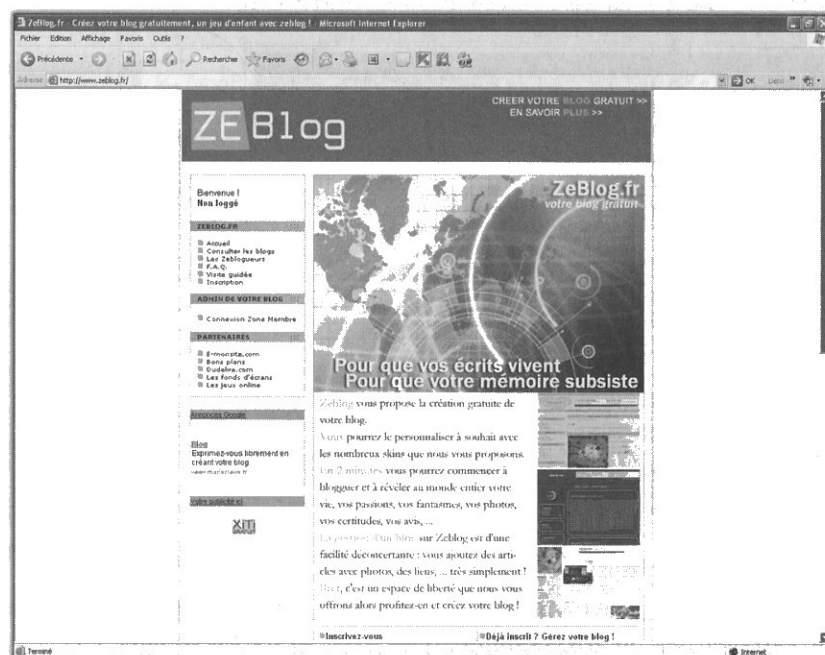 ZeBlog.fr - Créez votre blog gratuitement, un jeu d'enfant avec zeblog ! - Microsoft Internet Explorer
Fichier Edition Affichage Favoris Outils ?
Précédente Rechercher Favoris
Adresse http://www.zeblog.fr/ OK Liens »
ZEBlog
CREER VOTRE BLOG GRATUIT >>
EN SAVOIR PLUS >>
Bienvenue !
Non loggé
ZEBLOG.FR
Accueil
Consulter les blogs
Les Zeblogueurs
F.A.Q.
Visite guidée
Inscription
ADMIN DE VOTRE BLOG
Connexion Zone Membre
PARTENAIRES
E-monsite.com
Bons plans
Dudelire.com
Les fonds d'écrans
Les jeux online
Annonces Google
Blog
Exprimez-vous librement en
créant votre blog
Votre publicité ici
XiTi
GRATUIT
ZeBlog.fr
votre blog gratuit
Pour que vos écrits vivent
Pour que votre mémoire subsiste
Zeblog vous propose la création gratuite de
votre blog.
Vous pourrez le personnaliser à souhait avec
les nombreux skins que nous vous proposons.
En 2 minutes vous pourrez commencer à
blogguer et à révéler au monde entier votre
vie, vos passions, vos fantasmes, vos photos,
vos certitudes, vos avis, ...
La gestion d'un blog sur Zeblog est d'une
facilité déconcertante : vous ajoutez des arti-
cles avec photos, des liens, ... très simplement !
Bref, c'est un espace de liberté que nous vous
offrons alors profitez-en et créez votre blog !
Inscrivez-vous
Déjà inscrit ? Gérez votre blog !
Terminé
Internet